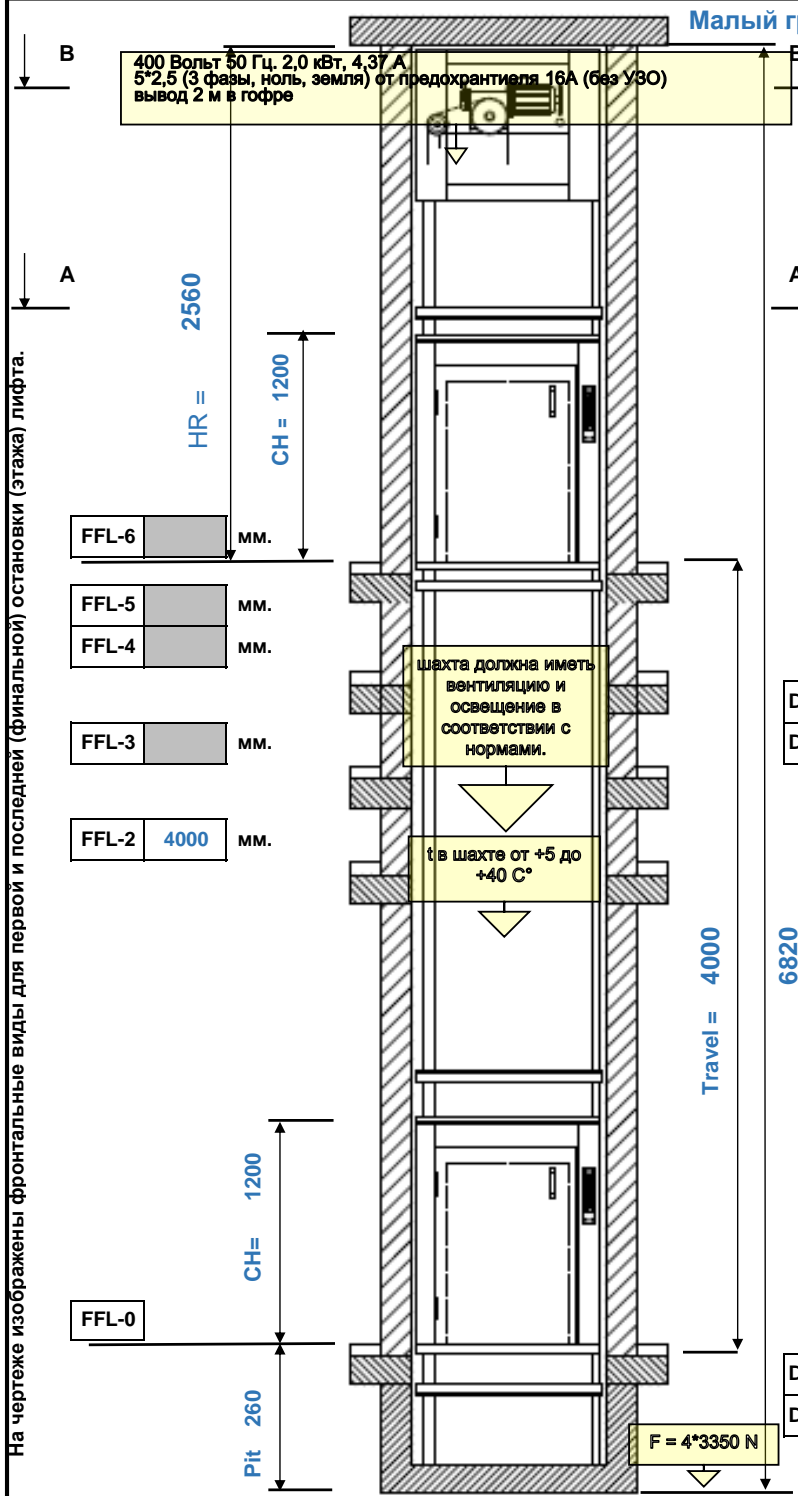 Малый
В
400 Вольт 50 Гц. 2,0 кВт, 4,37 А
5*2,5 (3 фазы, ноль, земля) от предохрантиеля 16А (без УЗО)
вывод 2 м в гофре
А
HR = 2560
CH = 1200
На чертеже изображены фронтальные виды для первой и последней (финальной) остановки (этажа) лифта.
FFL-6 мм.
FFL-5 мм.
FFL-4 мм.
шахта должна иметь
вентиляцию и
освещение в
соответствии с
нормами.
FFL-3 мм.
FFL-2 4000 мм.
t в шахте от +5 до
+40 C°
Travel = 4000
6820
CH= 1200
FFL-0
Pit 260
F = 4*3350 N